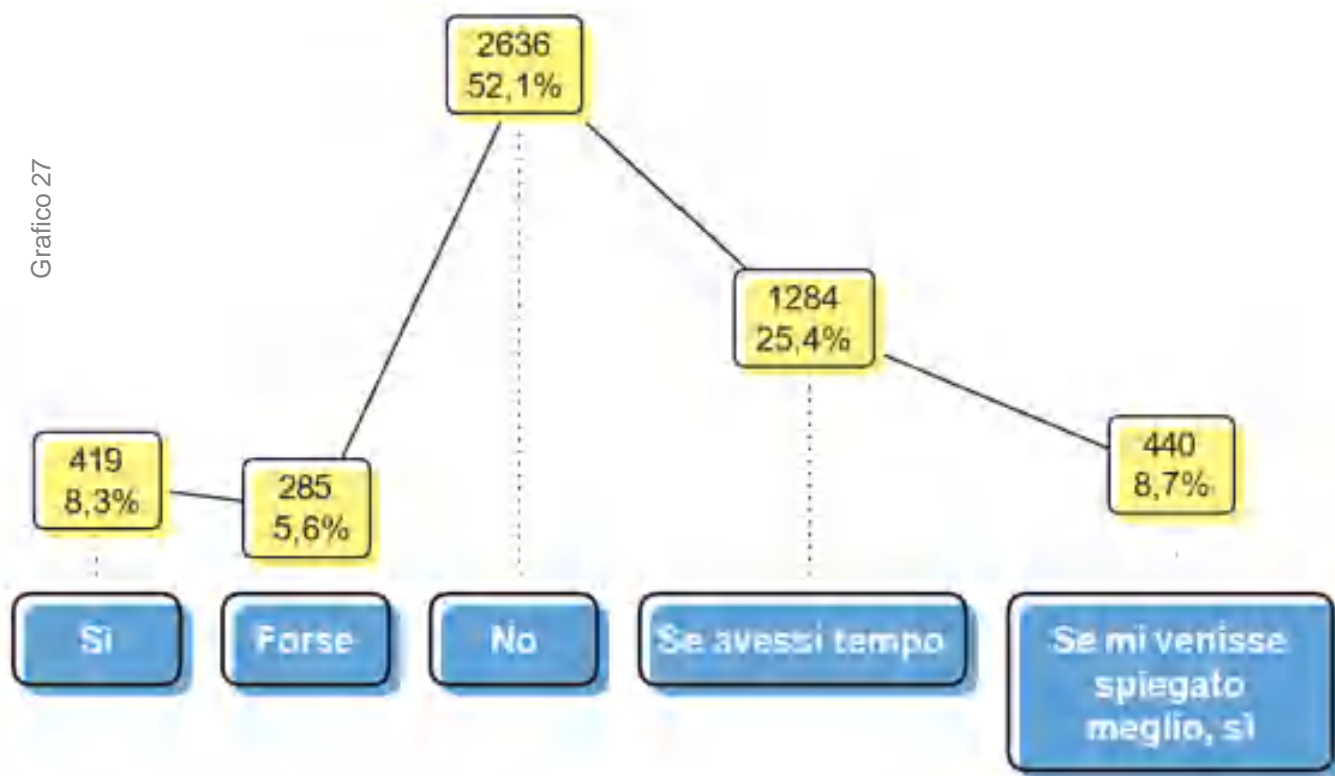 Grafico 27
2636
52,1%
1284
25,4%
419
8,3%
285
5,6%
440
8,7%
Sì
Forse
No
Se avessi tempo
Se mi venisse
spiegato
meglio, sì